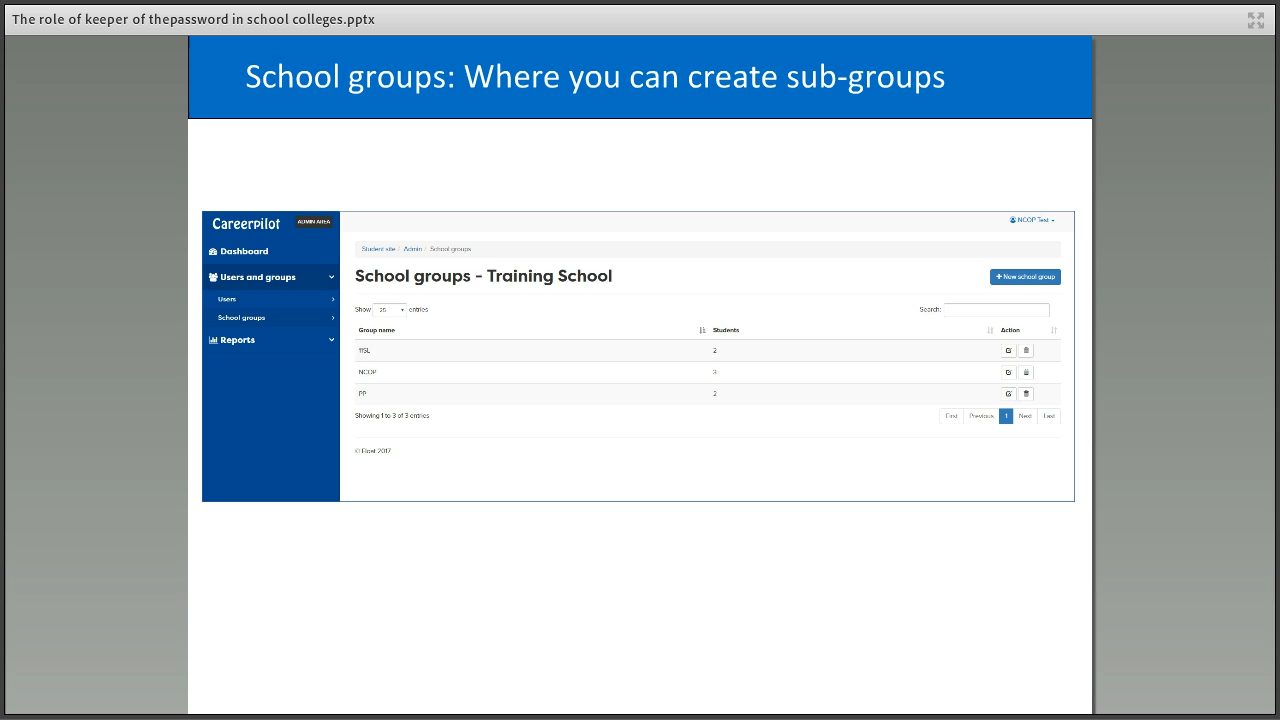 The role of keeper of thepassword in school colleges.pptx
School groups: Where you can create sub-groups
Careerpilot ADMIN AREA
NCOP Test
Dashboard
Users and groups
Users
School groups
Reports
Student site / Admin / School groups
School groups - Training School
+ New school group
Show 25 entries
Search:
Group name Students Action
11SL 2
NCOP 3
PP 2
Showing 1 to 3 of 3 entries
First Previous 1 Next Last
© Float 2017